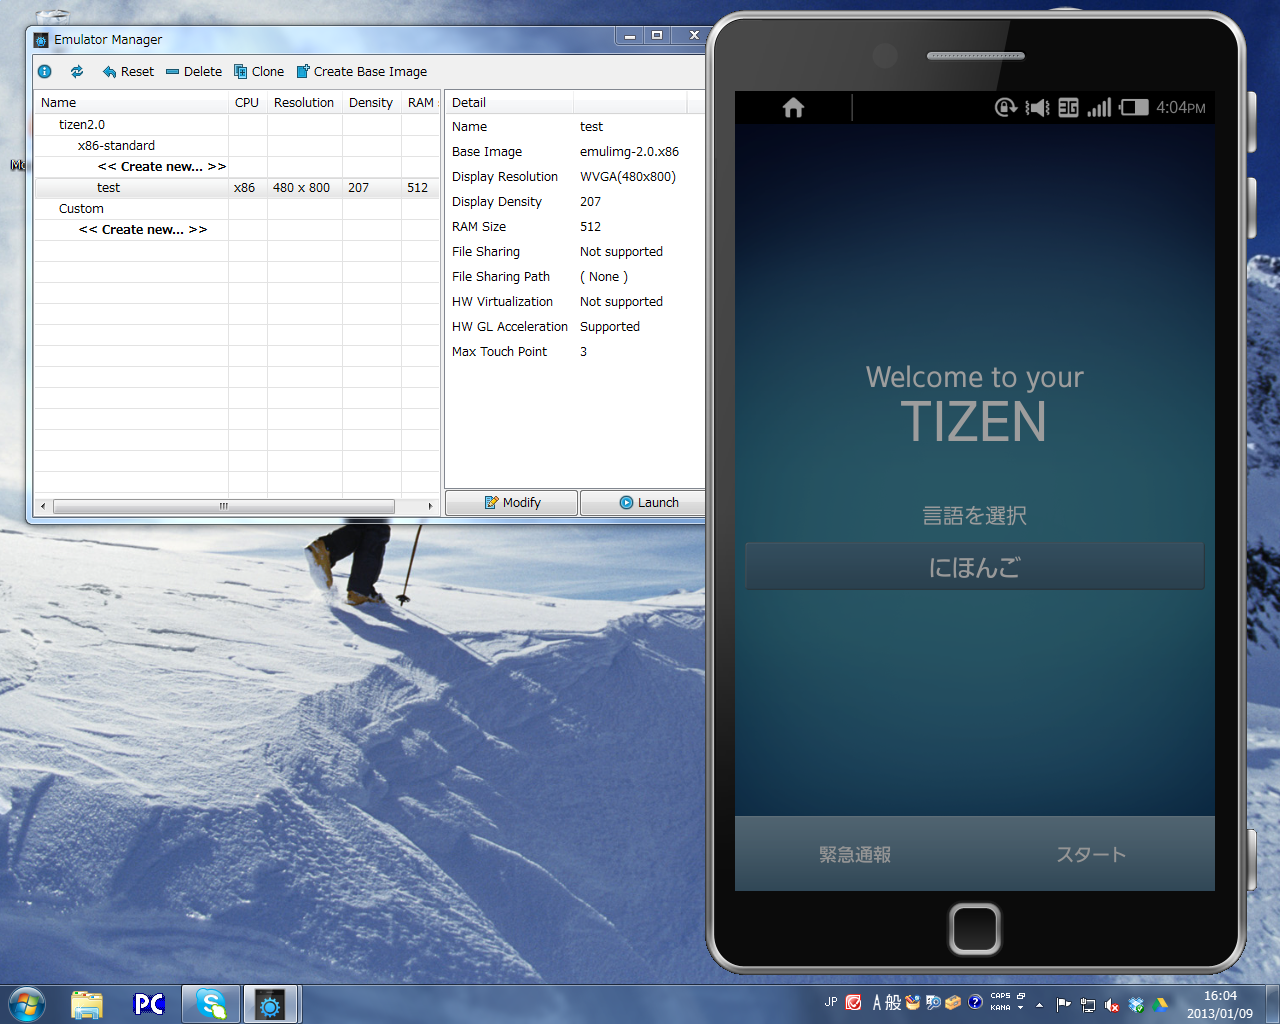 Emulator Manager
Reset Delete Clone Create Base Image
Name CPU Resolution Density RAM
tizen2.0
x86-standard
<< Create new... >>
test x86 480 x 800 207 512
Custom
<< Create new... >>
Detail
Name test
Base Image emulimg-2.0.x86
Display Resolution WVGA(480x800)
Display Density 207
RAM Size 512
File Sharing Not supported
File Sharing Path ( None )
HW Virtualization Not supported
HW GL Acceleration Supported
Max Touch Point 3
Modify Launch
3G 4:04PM
Welcome to your
TIZEN
言語を選択
にほんご
緊急通報 スタート
PC
JP A 般 CAPS
KANA
16:04
2013/01/09